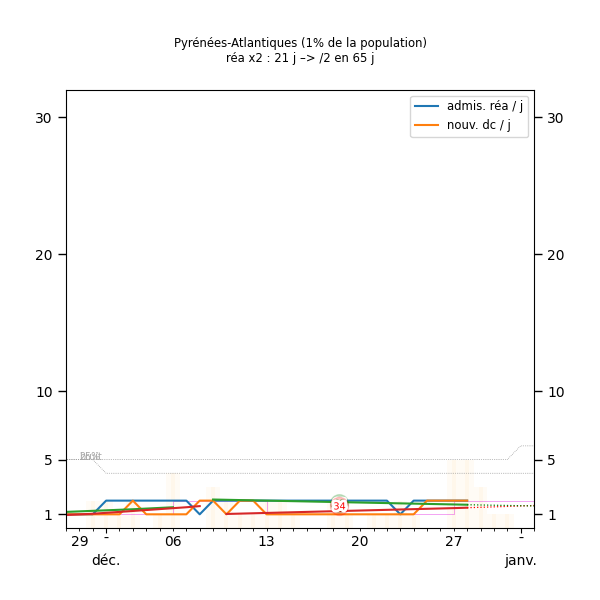 Pyrénées-Atlantiques (1% de la population)
réa x2 : 21 j –> /2 en 65 j
admis. réa / j
nouv. dc / j
30 30
20 20
10 10
5 5
1 1
34
29 - 06 13 20 27 -
déc. janv.